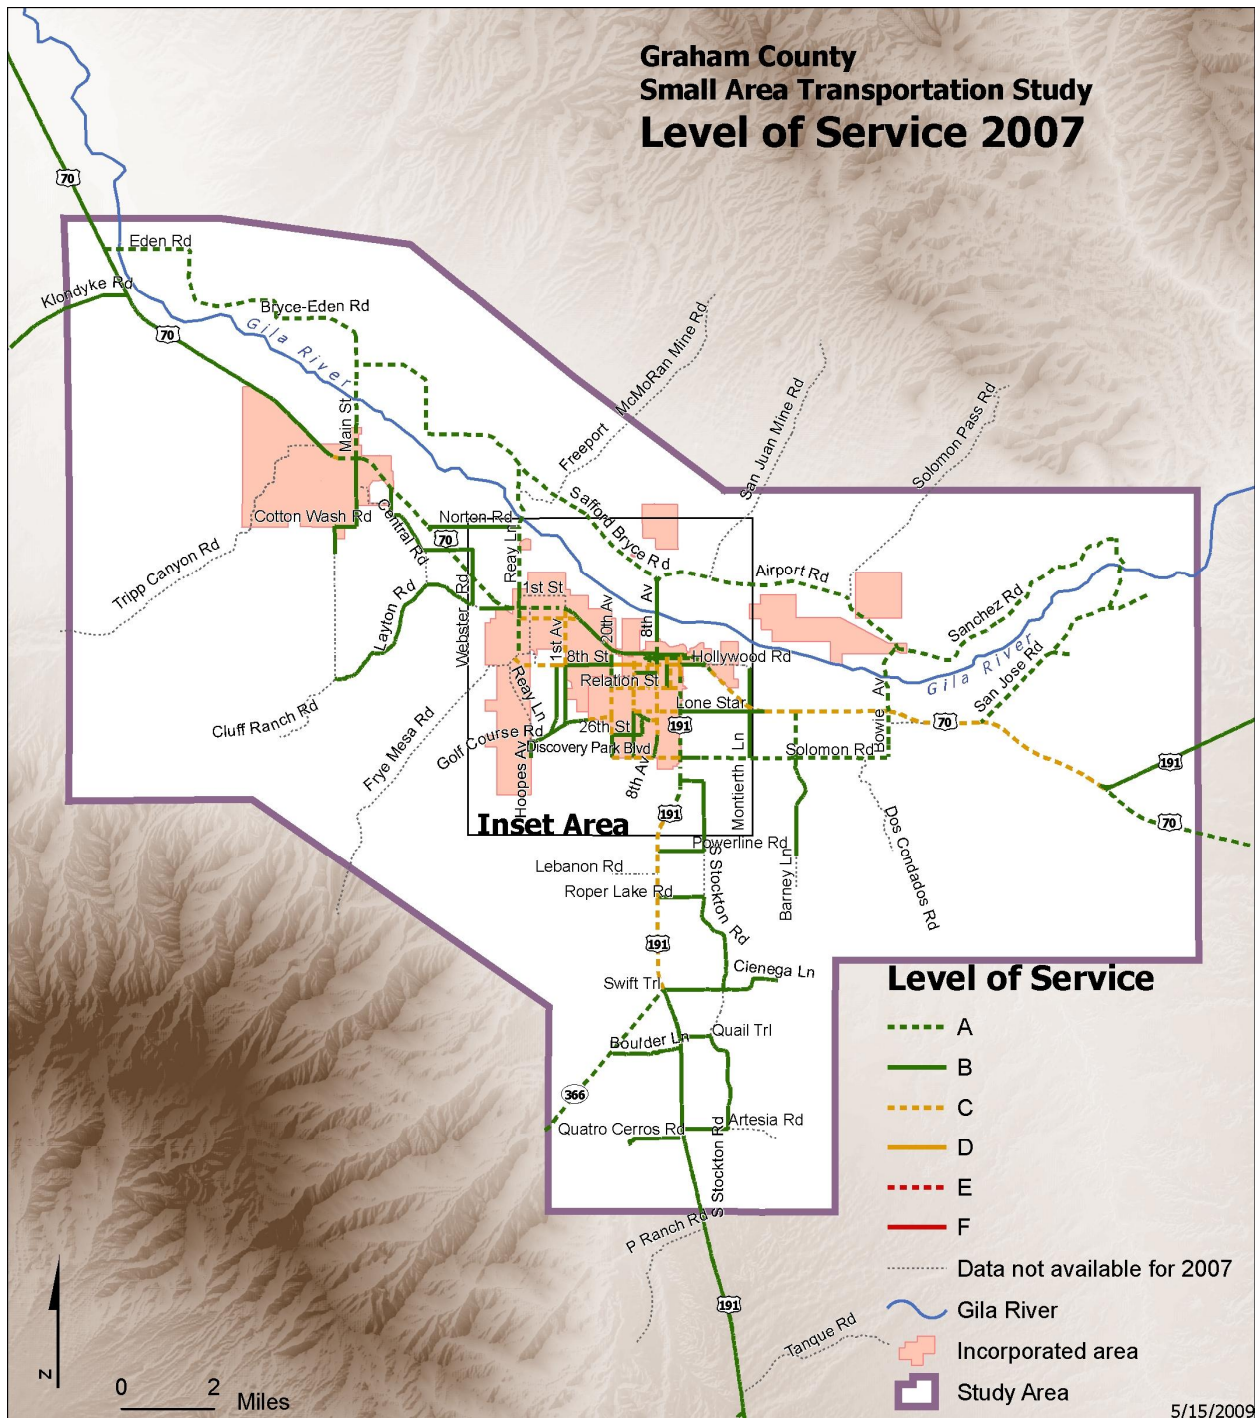 Graham County
Small Area Transportation Study
Level of Service 2007
70
Eden Rd
Klondyke Rd
Bryce-Eden Rd
70
Gila River
Freeport McMoRan Mine Rd
San Juan Mine Rd
Solomon Pass Rd
Main St
Cotton Wash Rd
Central Rd
Norton Rd
70
Safford Bryce Rd
Airport Rd
Reay Ln
Tripp Canyon Rd
Layton Rd
Webster Rd
1st St
1st Av
20th Av
8th Av
Sanchez Rd
Gila River
San Jose Rd
8th St
Hollywood Rd
Relation St
Reay Ln
Lone Star
Bowie Av
70
Cluff Ranch Rd
Frye Mesa Rd
26th St
191
Golf Course Rd
Discovery Park Blvd
Solomon Rd
191
Hoopes Av
8th Av
Montierth Ln
191
70
Inset Area
Powerline Rd
Lebanon Rd
Roper Lake Rd
S Stockton Rd
Barney Ln
Dos Condados Rd
191
Swift Trl
Cienega Ln
Quail Trl
Boulder Ln
366
Artesia Rd
Quatro Cerros Rd
S Stockton Rd
P Ranch Rd
191
Tanque Rd
Level of Service
A
B
C
D
E
F
Data not available for 2007
Gila River
Incorporated area
Study Area
N
0 2
Miles
5/15/2009